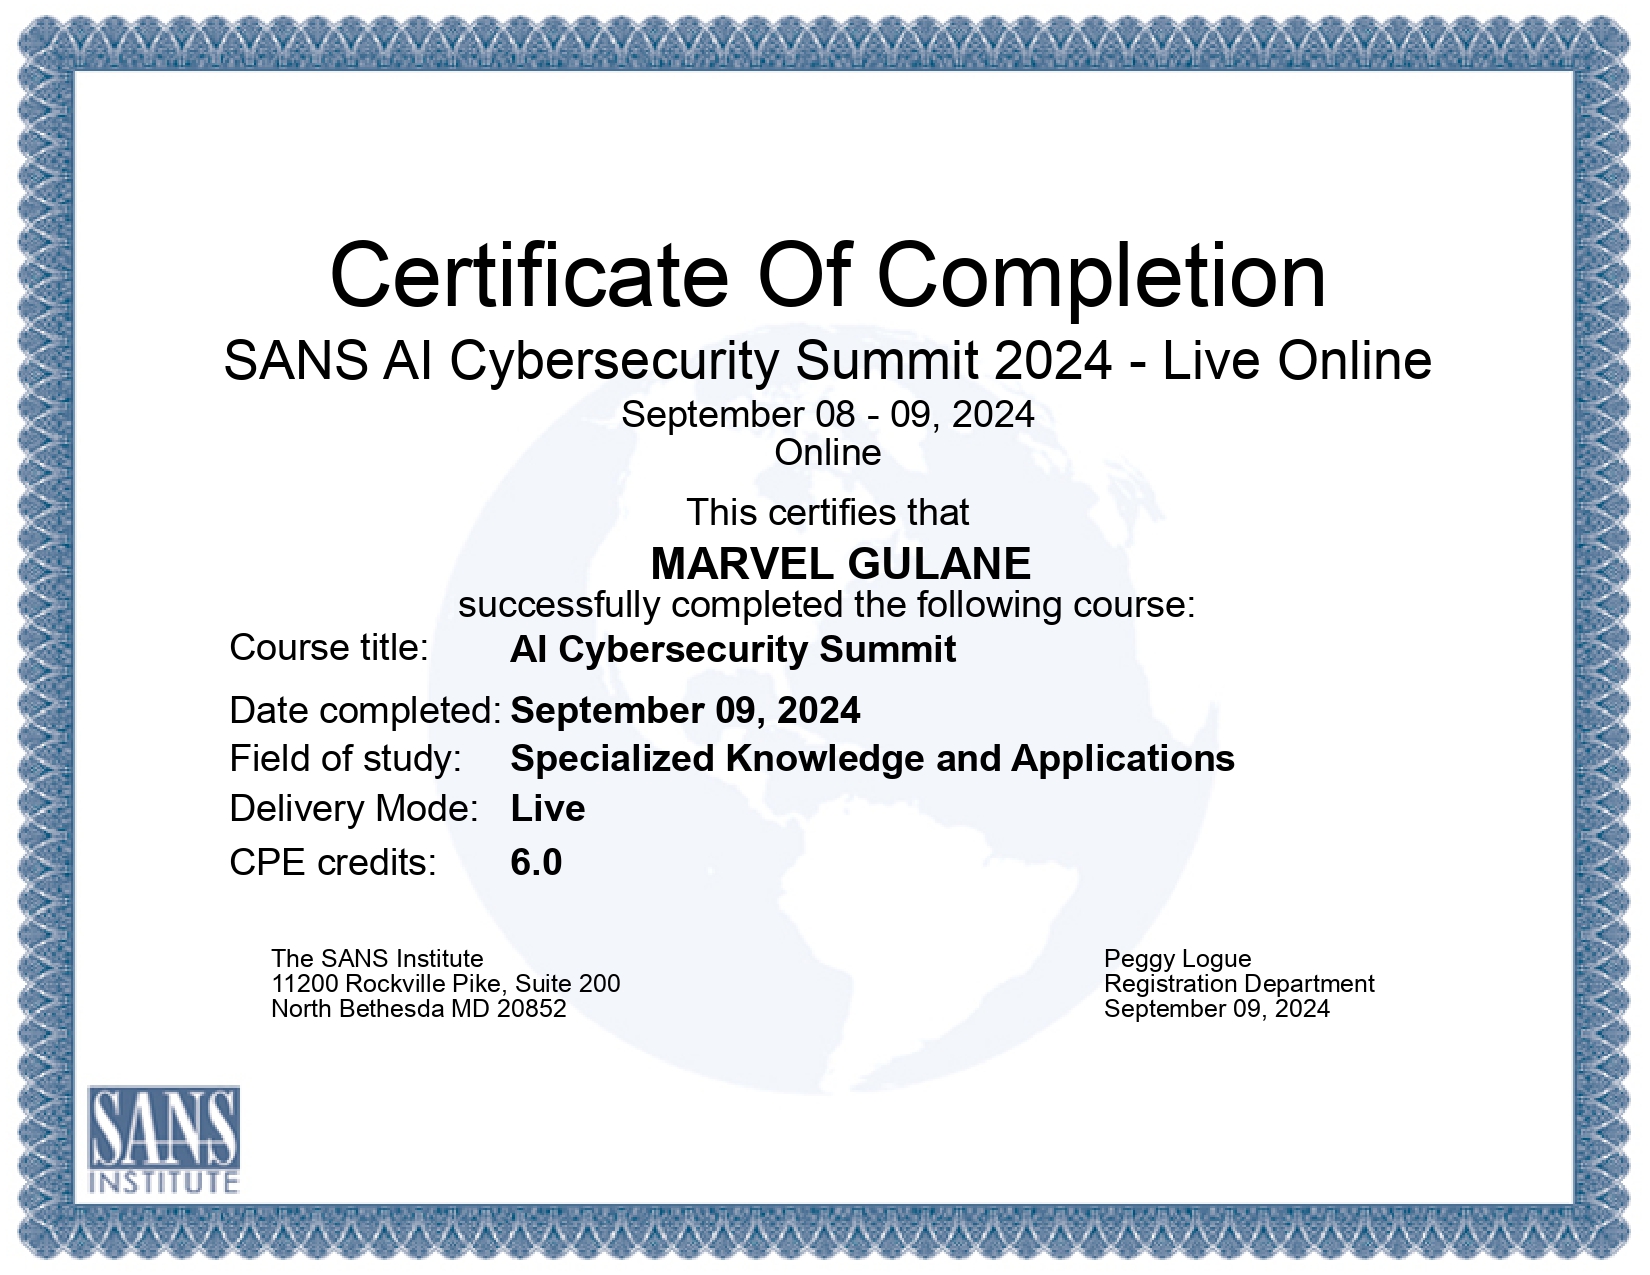 Certificate Of Completion
SANS AI Cybersecurity Summit 2024 - Live Online
September 08 - 09, 2024
Online
This certifies that
MARVEL GULANE
successfully completed the following course:
Course title: AI Cybersecurity Summit
Date completed: September 09, 2024
Field of study: Specialized Knowledge and Applications
Delivery Mode: Live
CPE credits: 6.0
The SANS Institute
11200 Rockville Pike, Suite 200
North Bethesda MD 20852
Peggy Logue
Registration Department
September 09, 2024
SANS
INSTITUTE